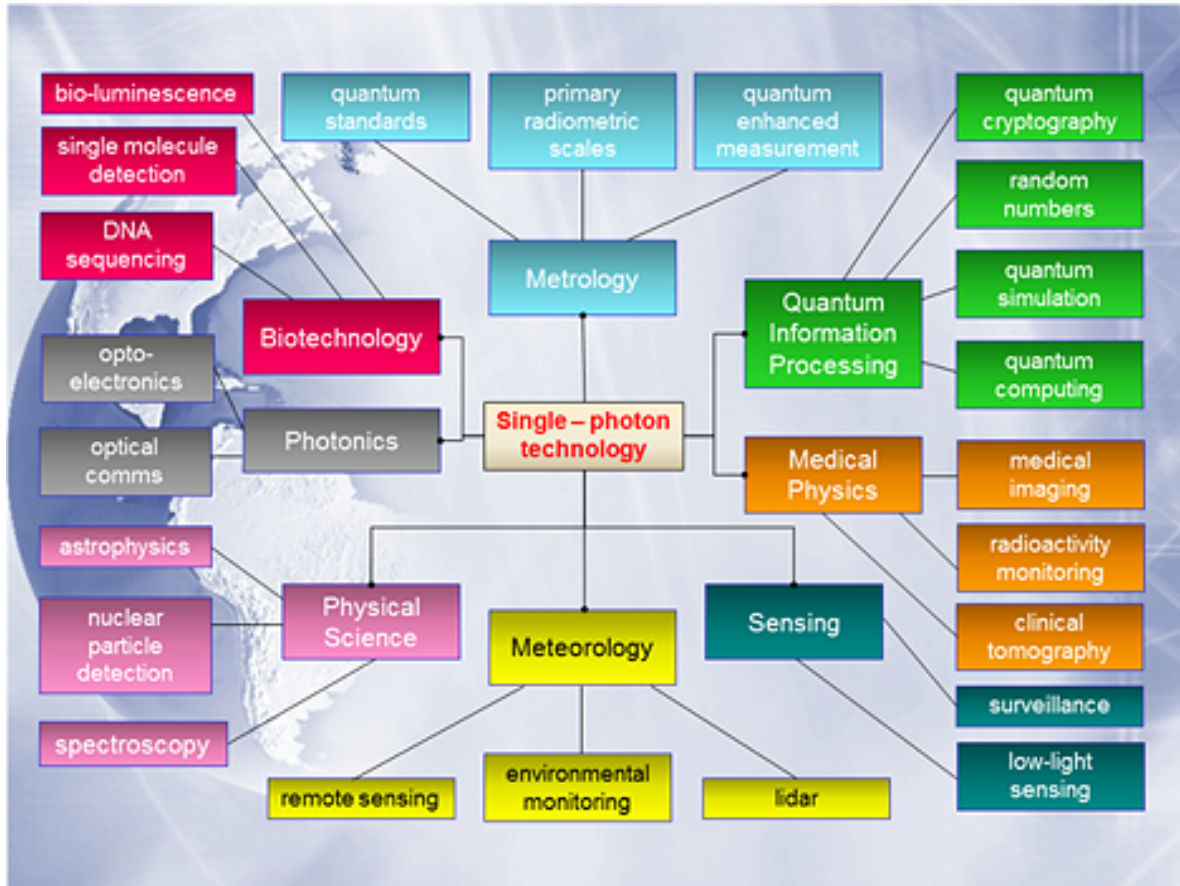 bio-luminescence
single molecule
detection
DNA
sequencing
Biotechnology
quantum
standards
primary
radiometric
scales
quantum
enhanced
measurement
Metrology
quantum
cryptography
random
numbers
quantum
simulation
quantum
computing
Quantum
Information
Processing
opto-
electronics
optical
comms
Photonics
Single – photon
technology
Medical
Physics
medical
imaging
radioactivity
monitoring
clinical
tomography
astrophysics
nuclear
particle
detection
spectroscopy
Physical
Science
Meteorology
remote sensing
environmental
monitoring
lidar
Sensing
surveillance
low-light
sensing